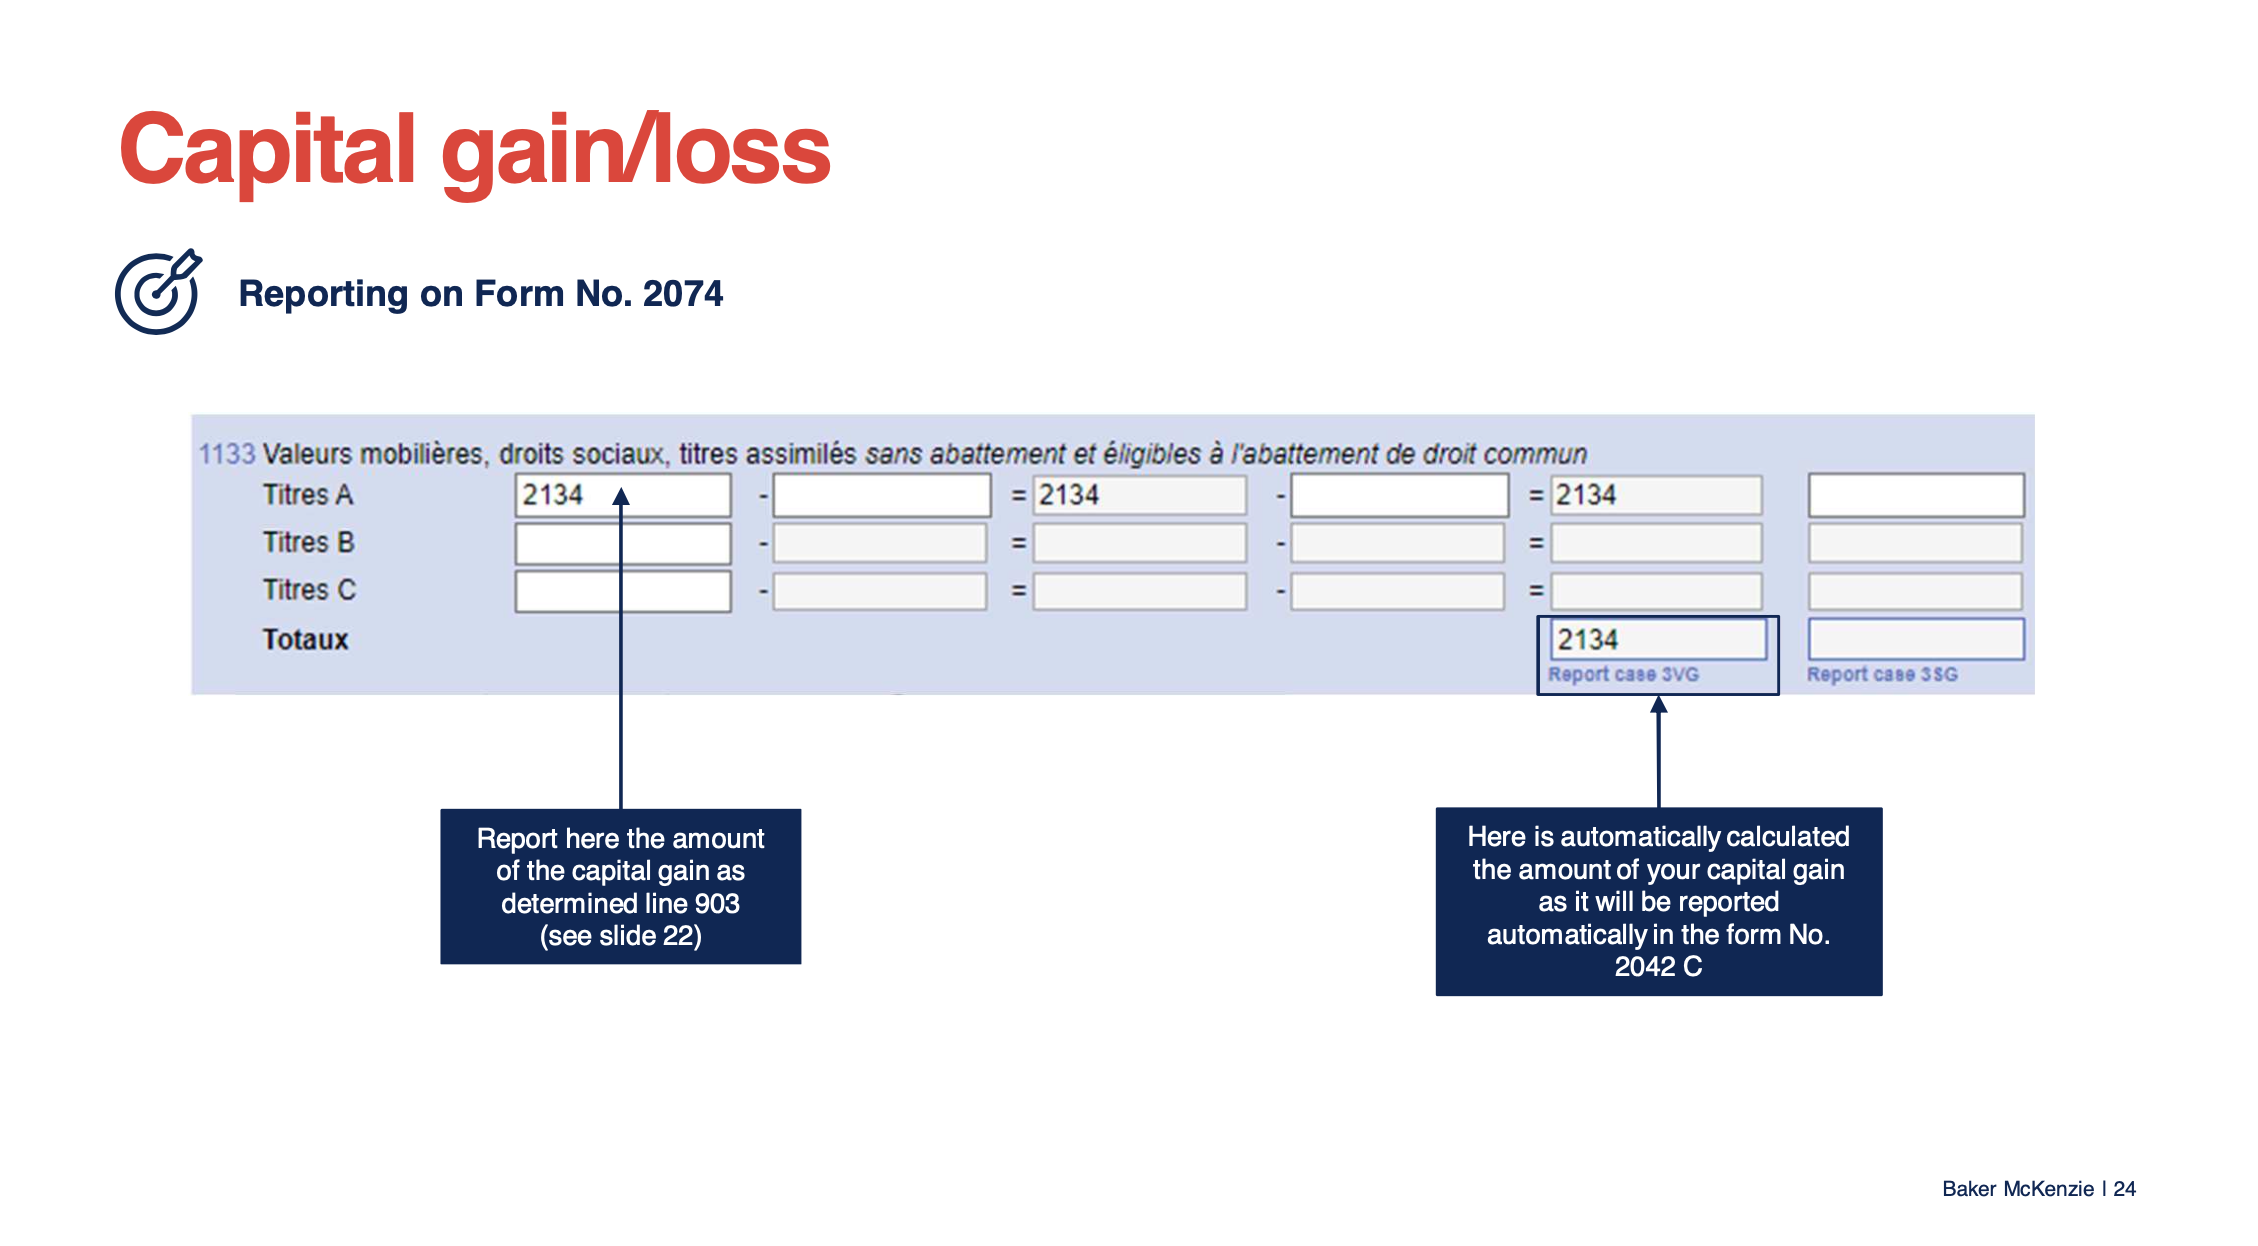 Capital gain/loss
Reporting on Form No. 2074
1133 Valeurs mobilières, droits sociaux, titres assimilés sans abattement et éligibles à l'abattement de droit commun
Titres A 2134 - = 2134 - = 2134
Titres B - = - =
Titres C - = - =
Totaux 2134
Report case 3VG Report case 3SG
Report here the amount
of the capital gain as
determined line 903
(see slide 22)
Here is automatically calculated
the amount of your capital gain
as it will be reported
automatically in the form No.
2042 C
Baker McKenzie | 24